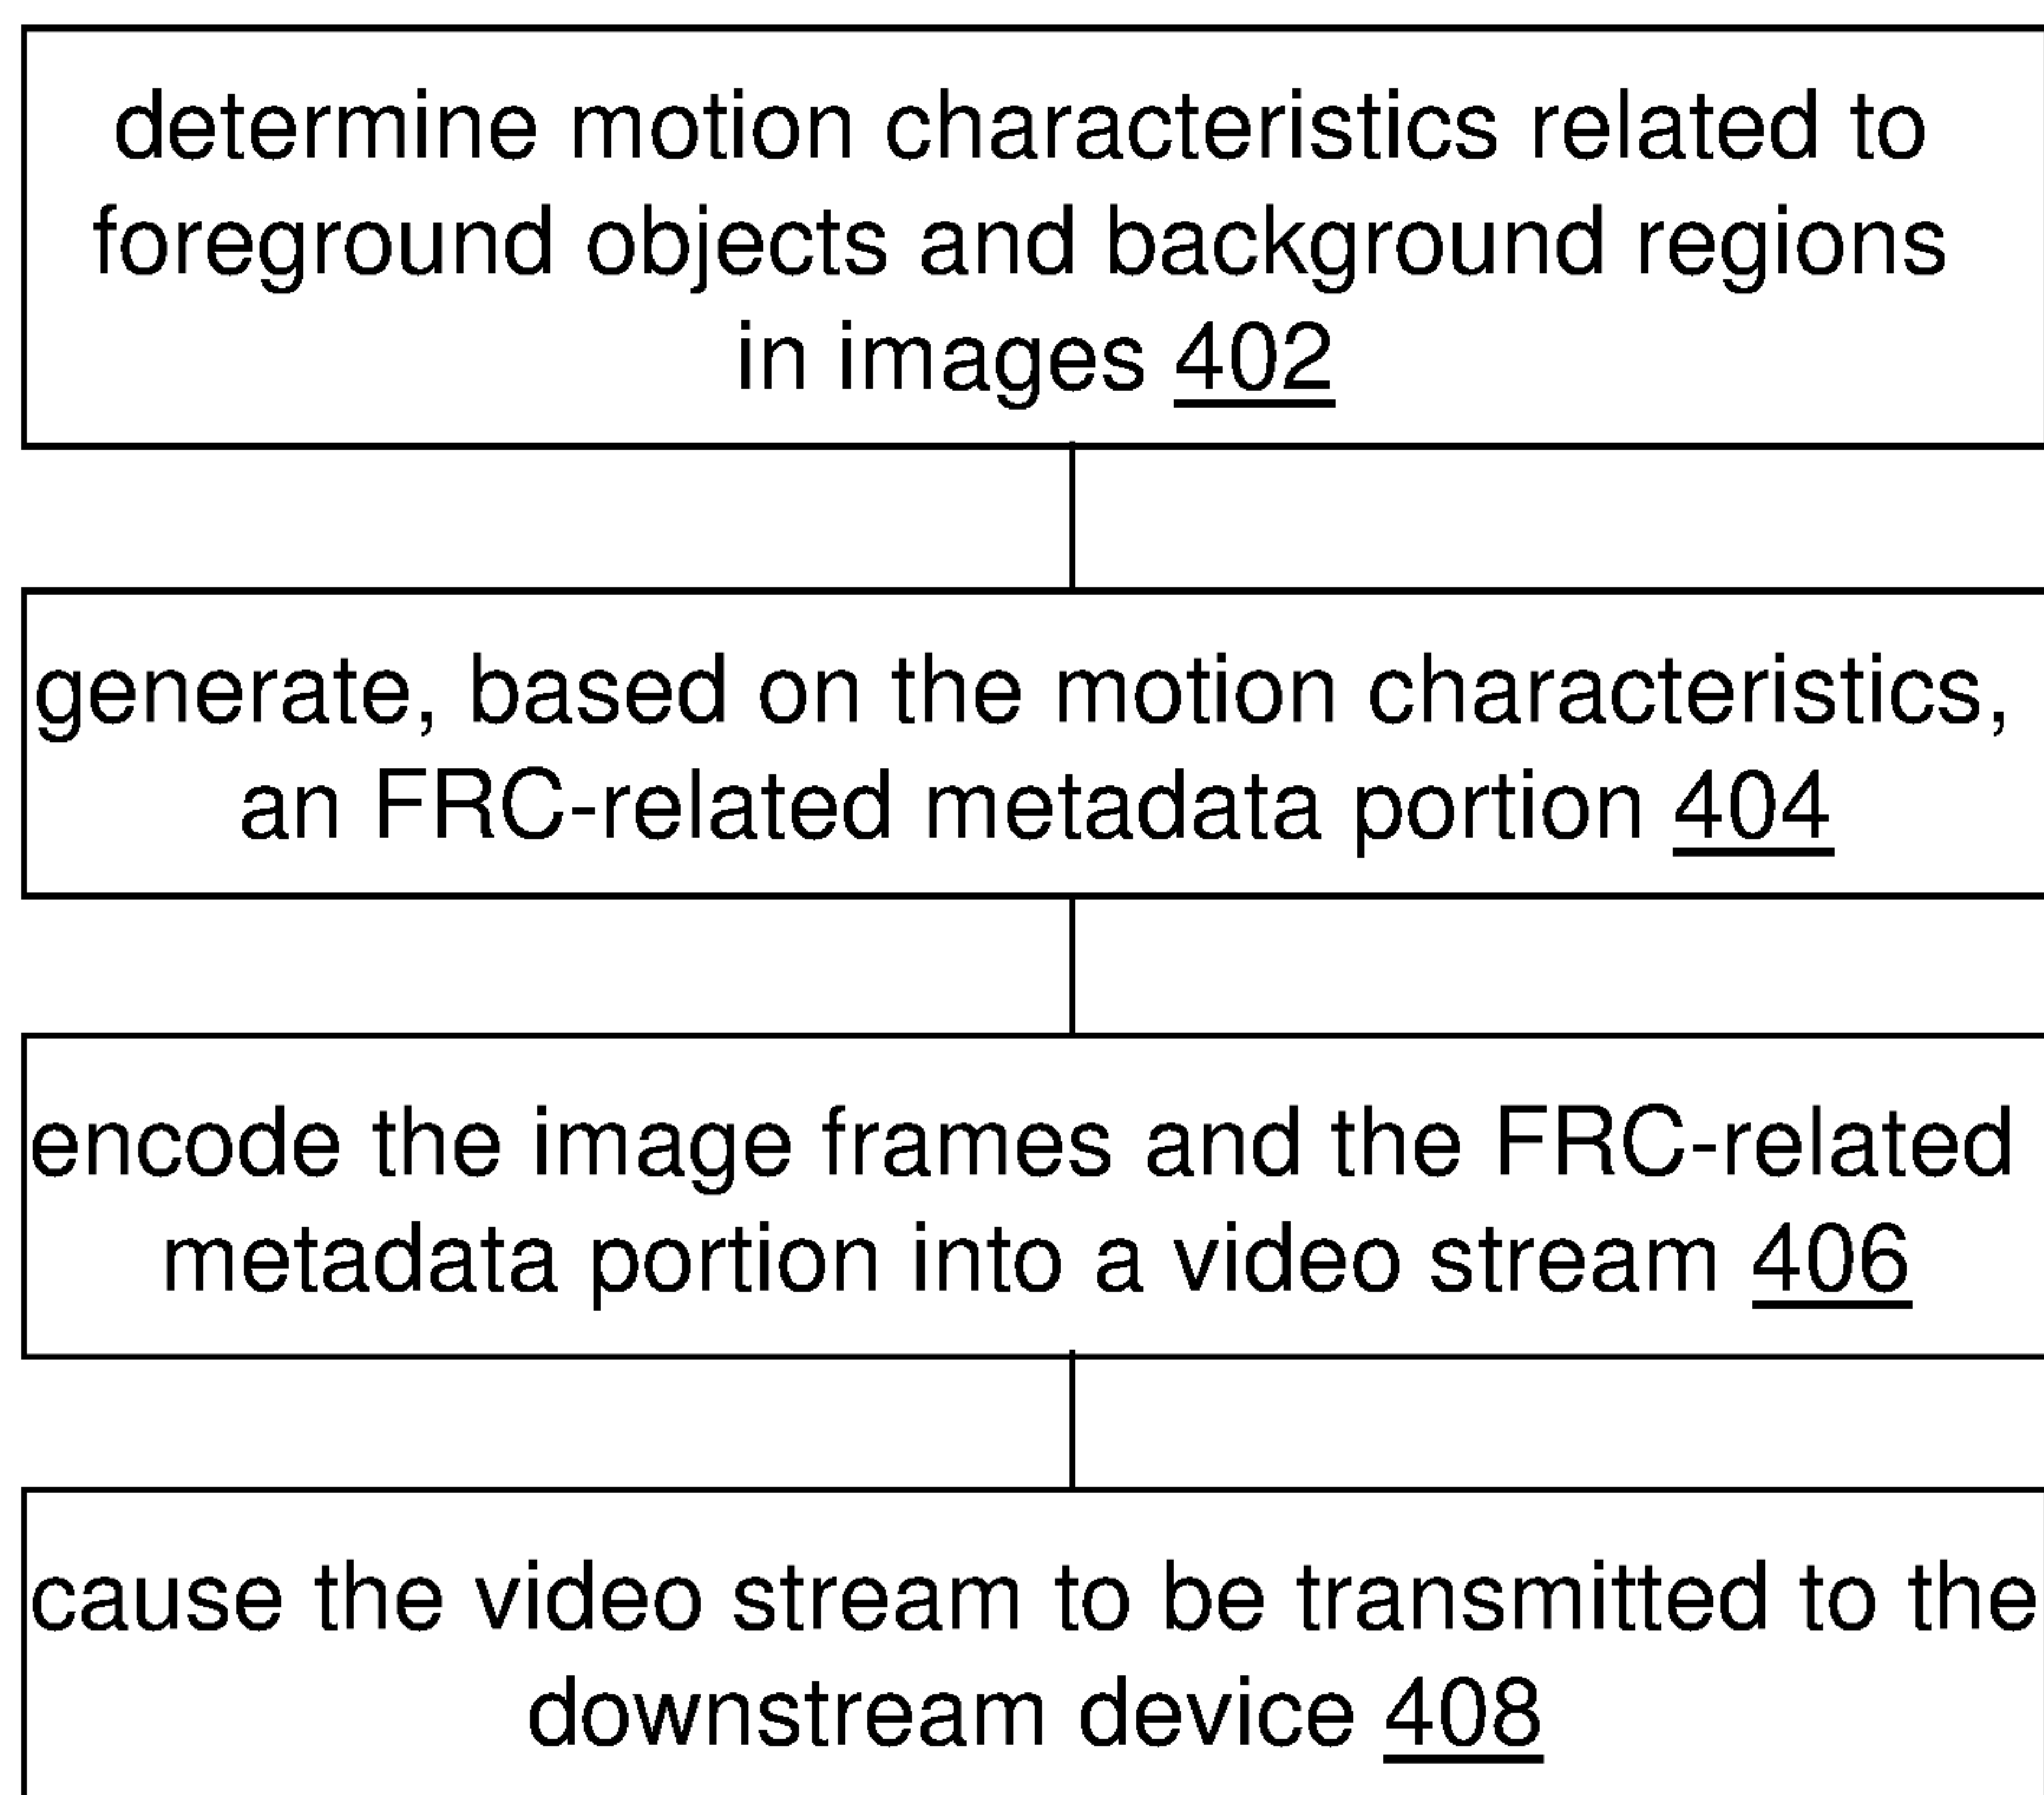 determine motion characteristics related to
foreground objects and background regions
in images 402
generate, based on the motion characteristics,
an FRC-related metadata portion 404
encode the image frames and the FRC-related
metadata portion into a video stream 406
cause the video stream to be transmitted to the
downstream device 408